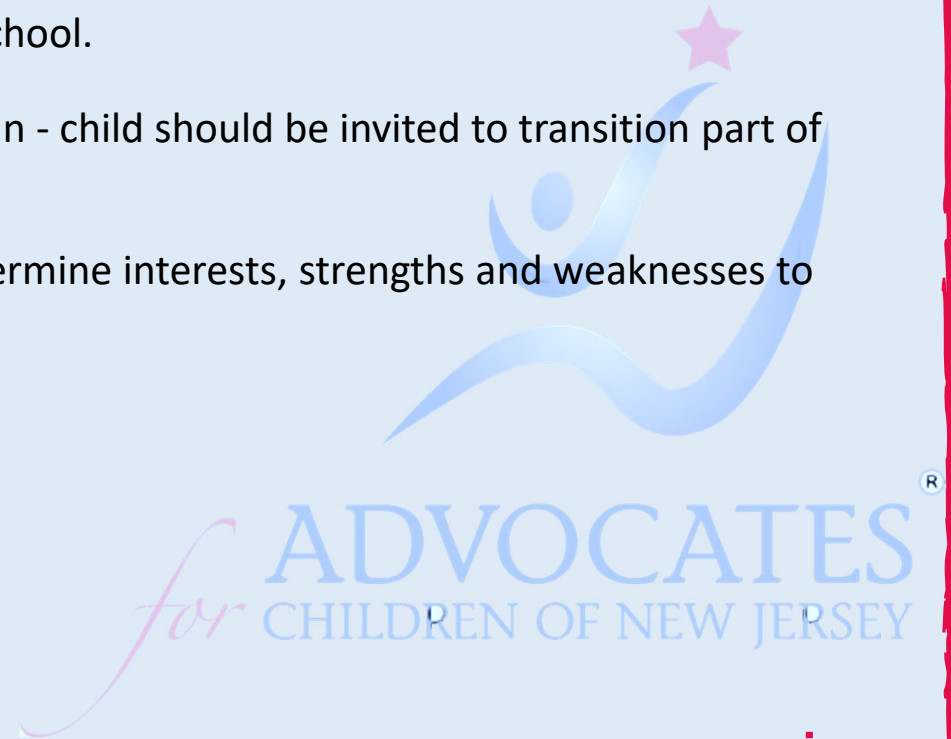 chool.
n - child should be invited to transition part of
ermine interests, strengths and weaknesses to
®
for ADVOCATES
CHILDREN OF NEW JERSEY